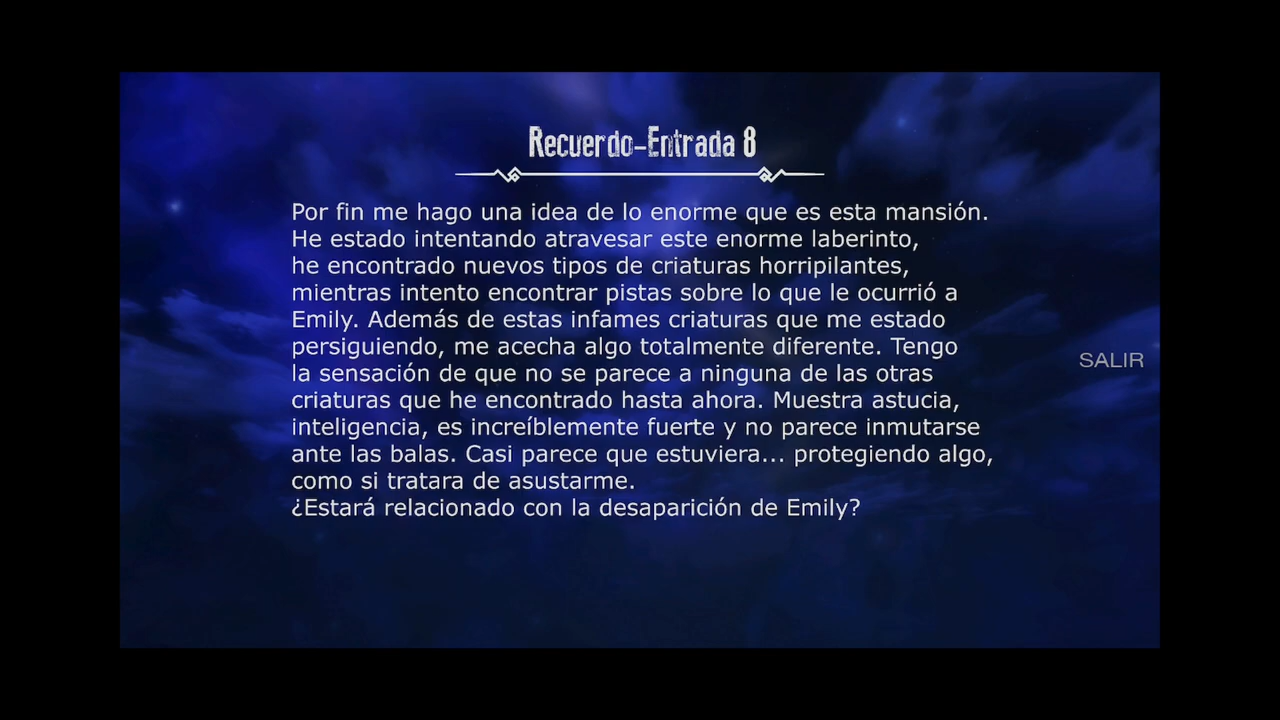 Recuerdo-Entrada 8
Por fin me hago una idea de lo enorme que es esta mansión.
He estado intentando atravesar este enorme laberinto,
he encontrado nuevos tipos de criaturas horripilantes,
mientras intento encontrar pistas sobre lo que le ocurrió a
Emily. Además de estas infames criaturas que me estado
persiguiendo, me acecha algo totalmente diferente. Tengo
la sensación de que no se parece a ninguna de las otras
criaturas que he encontrado hasta ahora. Muestra astucia,
inteligencia, es increíblemente fuerte y no parece inmutarse
ante las balas. Casi parece que estuviera... protegiendo algo,
como si tratara de asustarme.
¿Estará relacionado con la desaparición de Emily?
SALIR